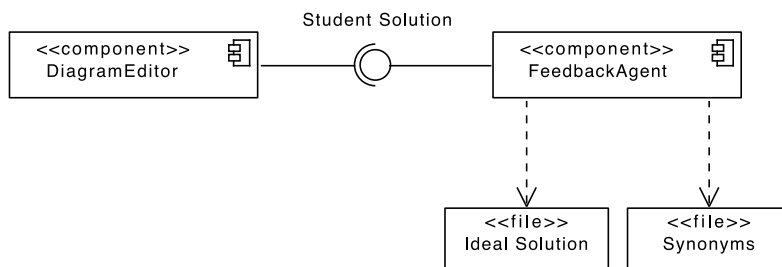 Student Solution
<<component>>
DiagramEditor
<<component>>
FeedbackAgent
<<file>>
Ideal Solution
<<file>>
Synonyms